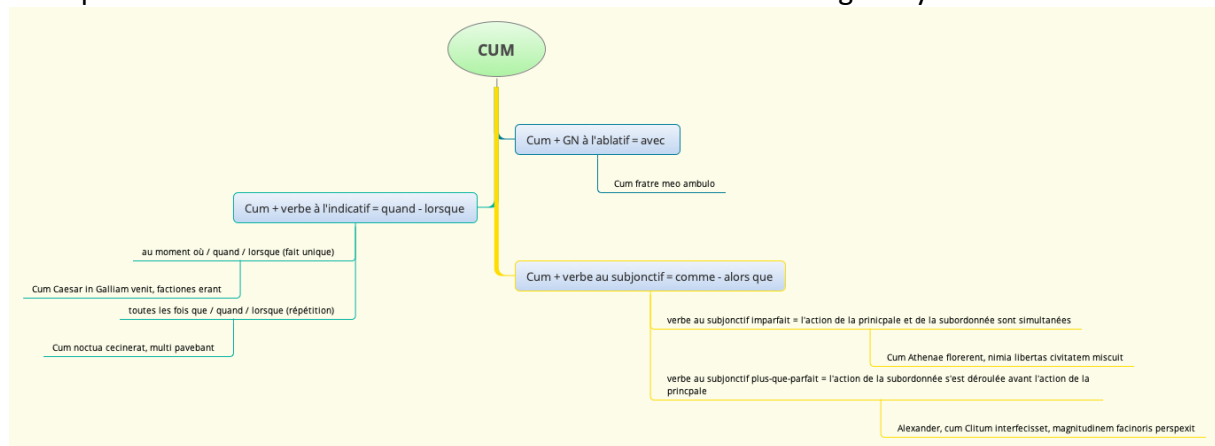 CUM
Cum + GN à l'ablatif = avec
Cum fratre meo ambulo
Cum + verbe à l'indicatif = quand - lorsque
au moment où / quand / lorsque (fait unique)
Cum Caesar in Galliam venit, factiones erant
toutes les fois que / quand / lorsque (répétition)
Cum noctua cecinerat, multi pavebant
Cum + verbe au subjonctif = comme - alors que
verbe au subjonctif imparfait = l'action de la prinicpale et de la subordonnée sont simultanées
Cum Athenae florerent, nimia libertas civitatem miscuit
verbe au subjonctif plus-que-parfait = l'action de la subordonnée s'est déroulée avant l'action de la
princpale
Alexander, cum Clitum interfecisset, magnitudinem facinoris perspexit